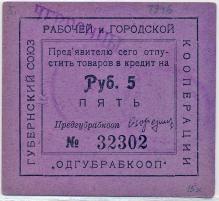 1946
РАБОЧЕЙ и ГОРОДСКОЙ
ГУБЕРНСКИЙ СОЮЗ
КООПЕРАЦИИ
Пред'явителю сего отпу-
стить товаров в кредит на
Руб. 5
ПЯТЬ
Предгубрабкооп
№ 32302
"ОДГУБРАБКООП"